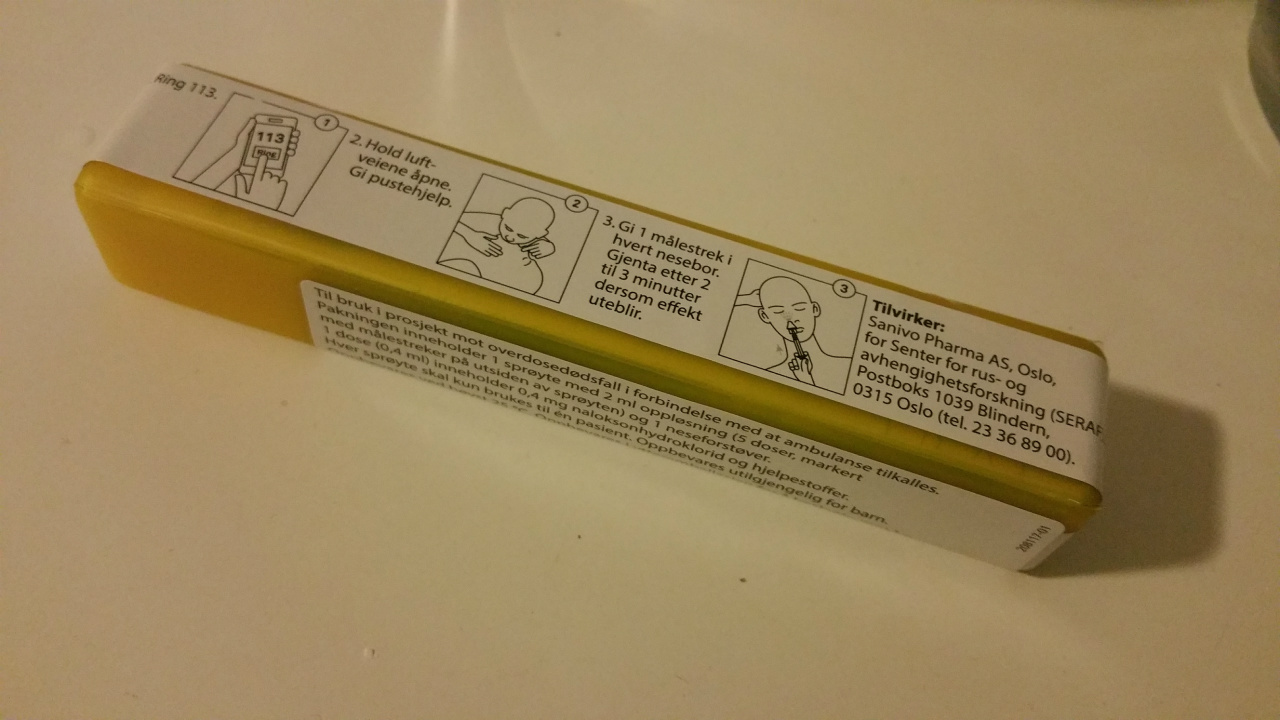 Ring 113.
1
113
RING
2. Hold luft-
veiene åpne.
Gi pustehjelp.
2
3. Gi 1 målestrek i
hvert nesebor.
Gjenta etter 2
til 3 minutter
dersom effekt
uteblir.
3
Tilvirker:
Sanivo Pharma AS, Oslo,
for Senter for rus- og
avhengighetsforskning (SERAF
Postboks 1039 Blindern,
0315 Oslo (tel. 23 36 89 00).
Til bruk i prosjekt mot overdosedødsfall i forbindelse med at ambulanse tilkalles.
Pakningen inneholder 1 sprøyte med 2 ml oppløsning (5 doser, markert
med målestreker på utsiden av sprøyten) og 1 neseforstøver.
1 dose (0,4 ml) inneholder 0,4 mg naloksonhydroklorid og hjelpestoffer.
Hver sprøyte skal kun brukes til én pasient. Oppbevares utilgjengelig for barn.
208117-01